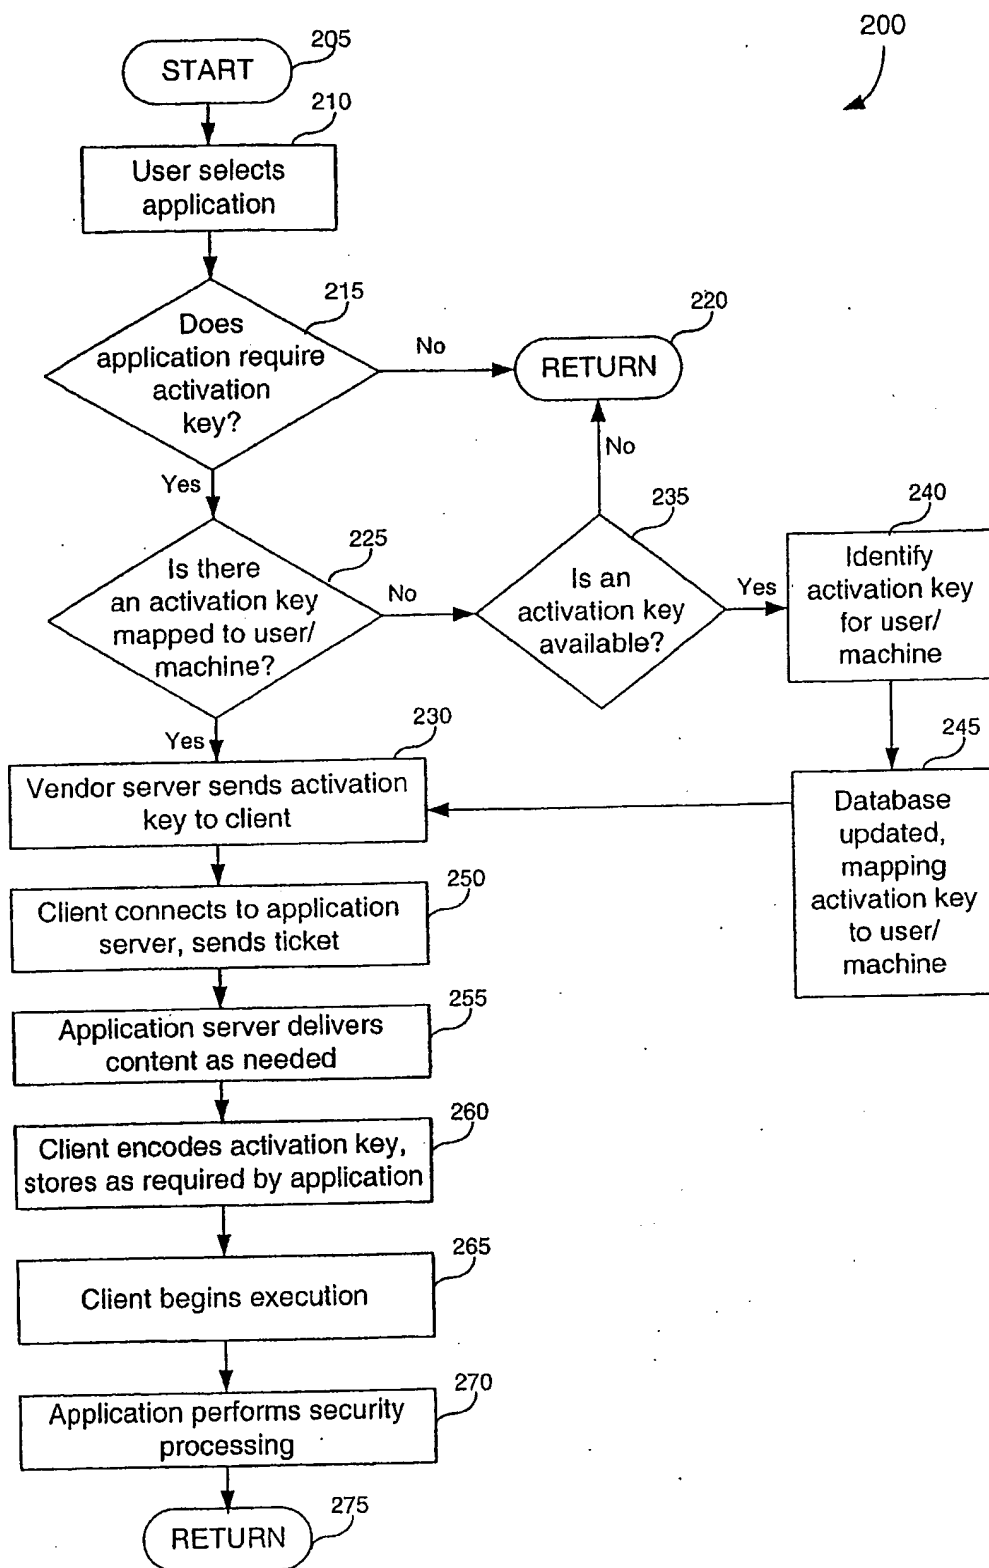 200
205
START
210
User selects
application
215
Does
application require
activation
key?
No
220
RETURN
Yes
No
225
Is there
an activation key
mapped to user/
machine?
No
235
Is an
activation key
available?
Yes
240
Identify
activation key
for user/
machine
Yes
230
Vendor server sends activation
key to client
245
Database
updated,
mapping
activation key
to user/
machine
250
Client connects to application
server, sends ticket
255
Application server delivers
content as needed
260
Client encodes activation key,
stores as required by application
265
Client begins execution
270
Application performs security
processing
275
RETURN